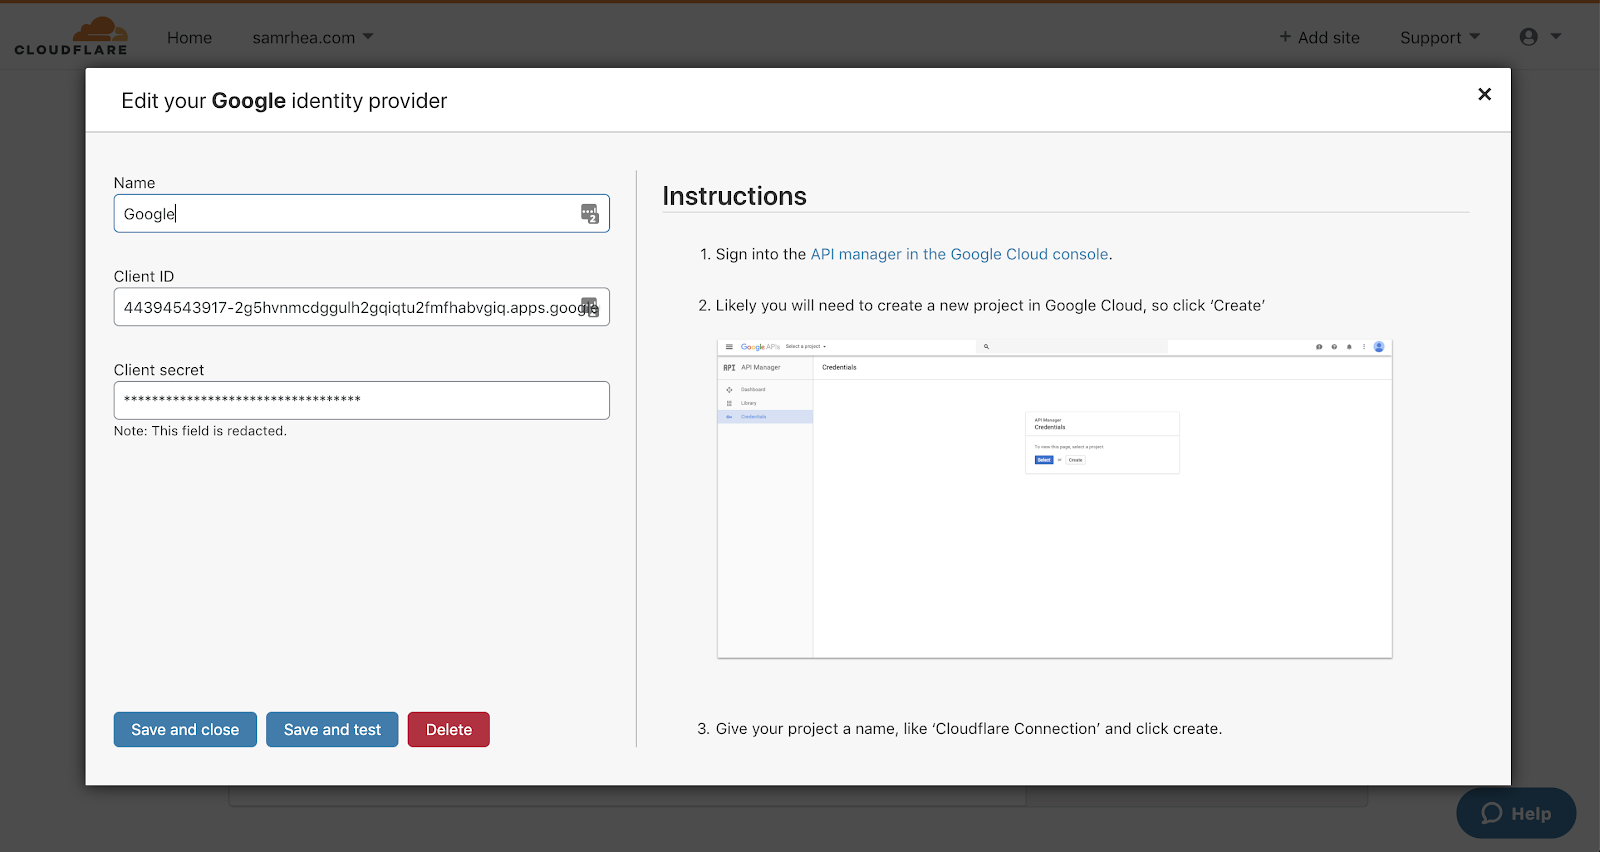 CLOUDFLARE
Home
samrhea.com
+ Add site
Support
Edit your Google identity provider
×
Name
Google
2
Client ID
44394543917-2g5hvnmcdggulh2gqiqtu2fmfhabvgiq.apps.google
Client secret
**********************************
Note: This field is redacted.
Save and close
Save and test
Delete
Instructions
1. Sign into the API manager in the Google Cloud console.
2. Likely you will need to create a new project in Google Cloud, so click ‘Create’
Google APIs Select a project
API API Manager
Credentials
Dashboard
Library
Credentials
API Manager
Credentials
To view this page, select a project
Select or Create
3. Give your project a name, like ‘Cloudflare Connection’ and click create.
Help